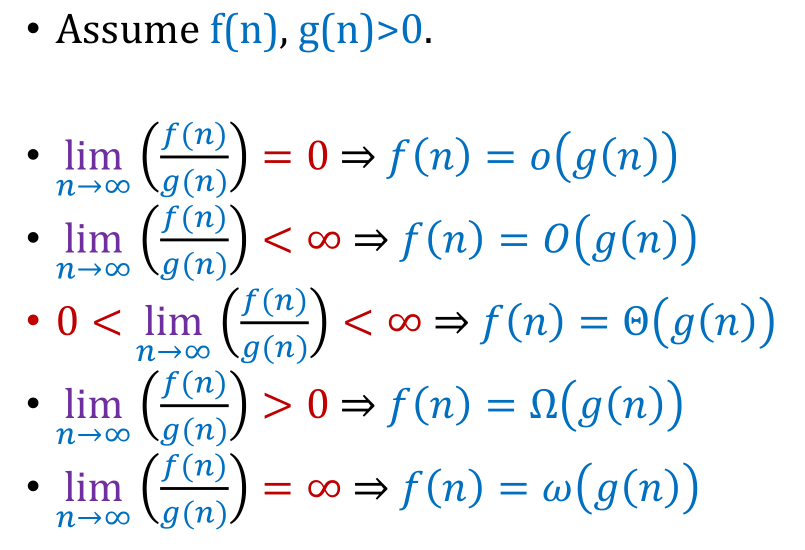 • Assume f(n), g(n)>0.
• lim_{n→∞} (f(n)/g(n)) = 0 ⇒ f(n) = o(g(n))
• lim_{n→∞} (f(n)/g(n)) < ∞ ⇒ f(n) = O(g(n))
• 0 < lim_{n→∞} (f(n)/g(n)) < ∞ ⇒ f(n) = Θ(g(n))
• lim_{n→∞} (f(n)/g(n)) > 0 ⇒ f(n) = Ω(g(n))
• lim_{n→∞} (f(n)/g(n)) = ∞ ⇒ f(n) = ω(g(n))